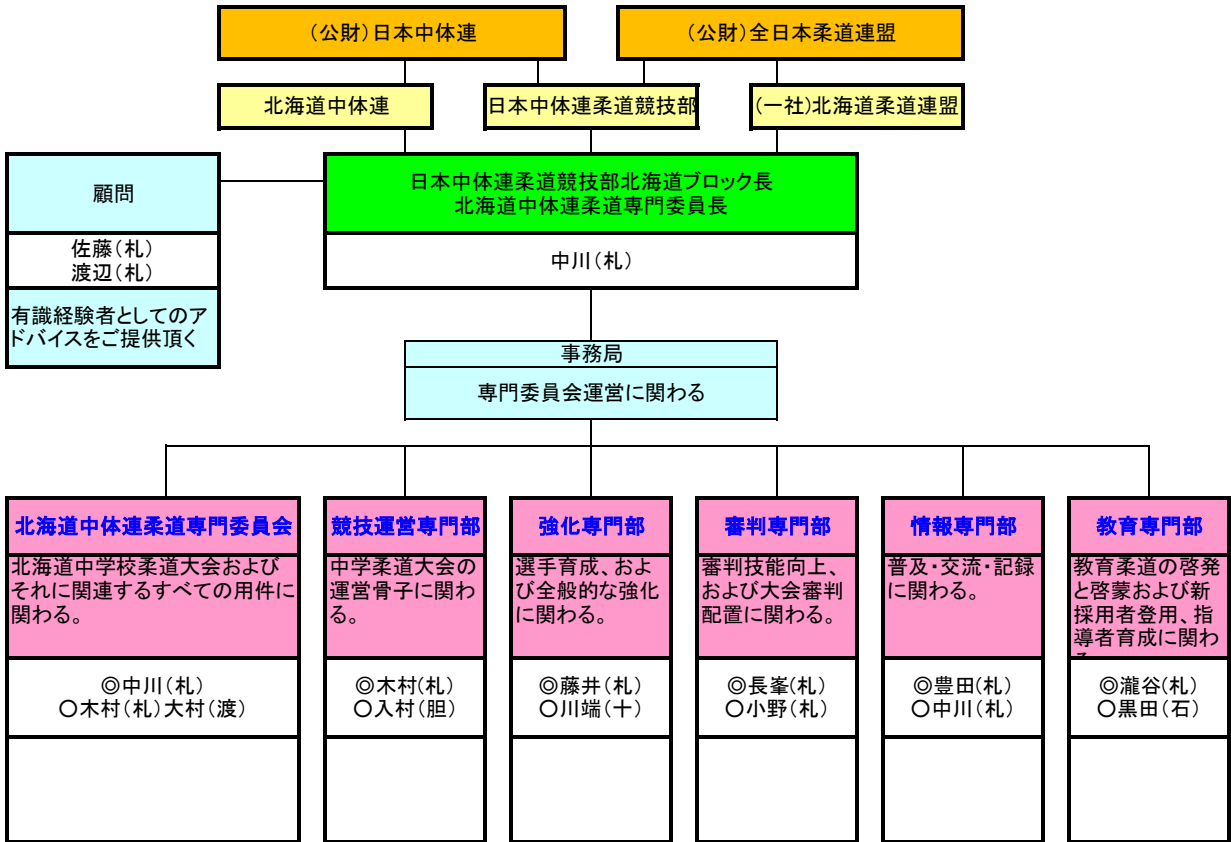 (公財)日本中体連
(公財)全日本柔道連盟
北海道中体連
日本中体連柔道競技部
(一社)北海道柔道連盟
顧問
佐藤(札)
渡辺(札)
有識経験者としてのア
ドバイスをご提供頂く
日本中体連柔道競技部北海道ブロック長
北海道中体連柔道専門委員長
中川(札)
事務局
専門委員会運営に関わる
北海道中体連柔道専門委員会
北海道中学校柔道大会および
それに関連するすべての用件に
関わる。
◎中川(札)
○木村(札)大村(渡)
競技運営専門部
中学柔道大会の
運営骨子に関わ
る。
◎木村(札)
○入村(胆)
強化専門部
選手育成、およ
び全般的な強化
に関わる。
◎藤井(札)
○川端(十)
審判専門部
審判技能向上、
および大会審判
配置に関わる。
◎長峯(札)
○小野(札)
情報専門部
普及・交流・記録
に関わる。
◎豊田(札)
○中川(札)
教育専門部
教育柔道の啓発
と啓蒙および新
採用者登用、指
導者育成に関わ
◎瀧谷(札)
○黒田(石)